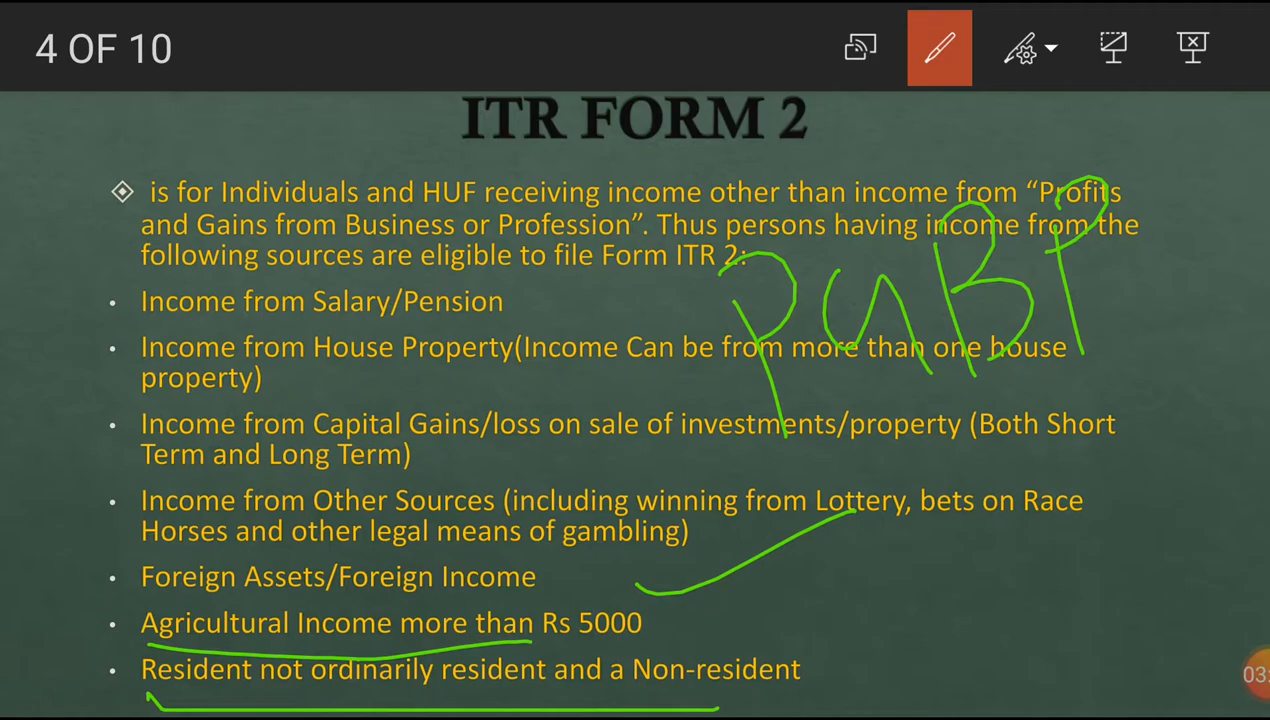 4 OF 10
ITR FORM 2
is for Individuals and HUF receiving income other than income from “Profits
and Gains from Business or Profession”. Thus persons having income from the
following sources are eligible to file Form ITR 2:
PGBP
• Income from Salary/Pension
• Income from House Property(Income Can be from more than one house
property)
• Income from Capital Gains/loss on sale of investments/property (Both Short
Term and Long Term)
• Income from Other Sources (including winning from Lottery, bets on Race
Horses and other legal means of gambling)
• Foreign Assets/Foreign Income
• Agricultural Income more than Rs 5000
• Resident not ordinarily resident and a Non-resident